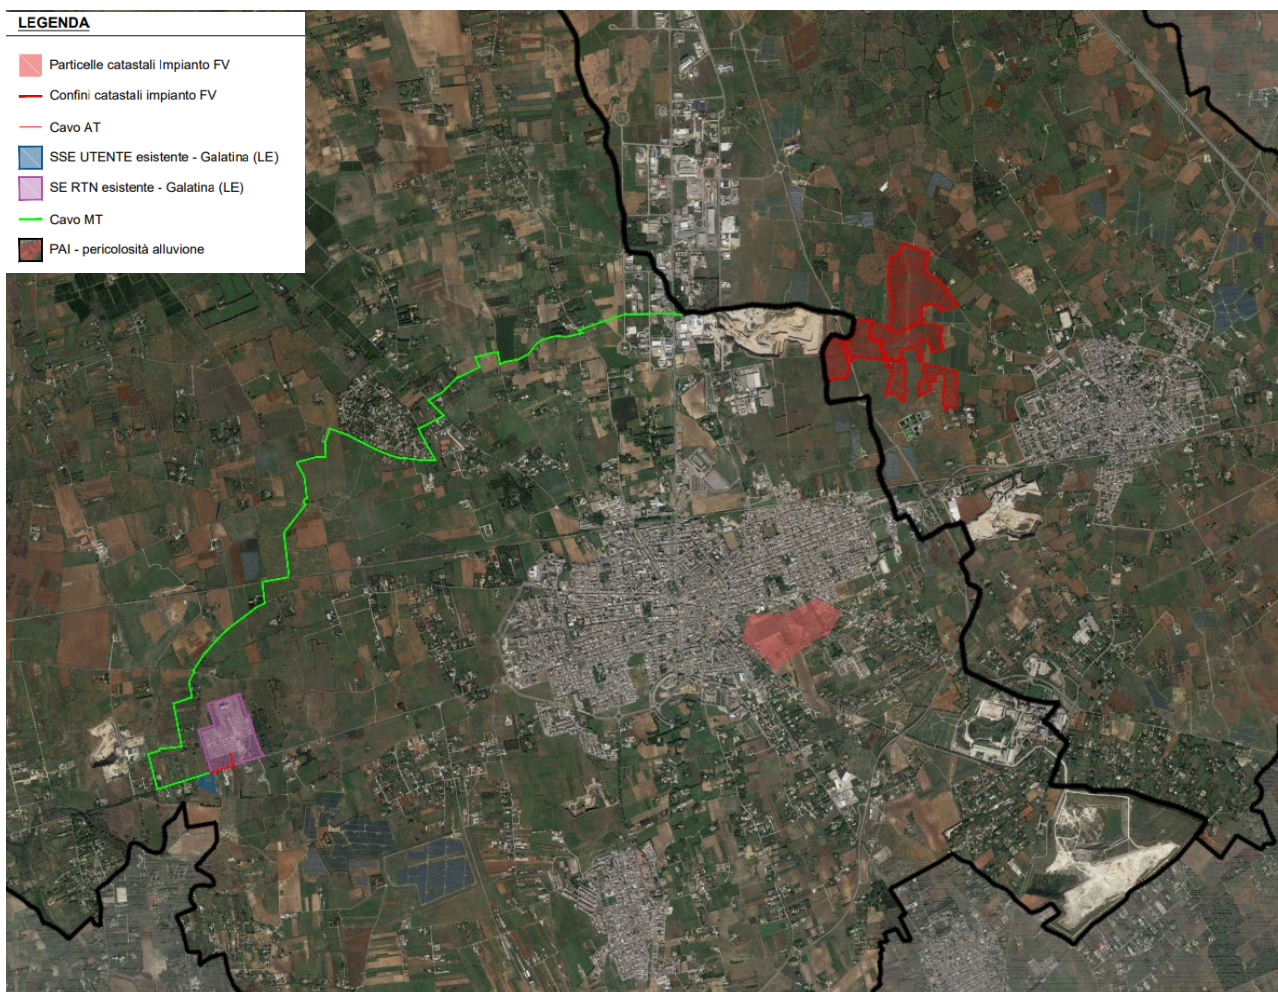 LEGENDA
Particelle catastali Impianto FV
Confini catastali impianto FV
Cavo AT
SSE UTENTE esistente - Galatina (LE)
SE RTN esistente - Galatina (LE)
Cavo MT
PAI - pericolosità alluvione